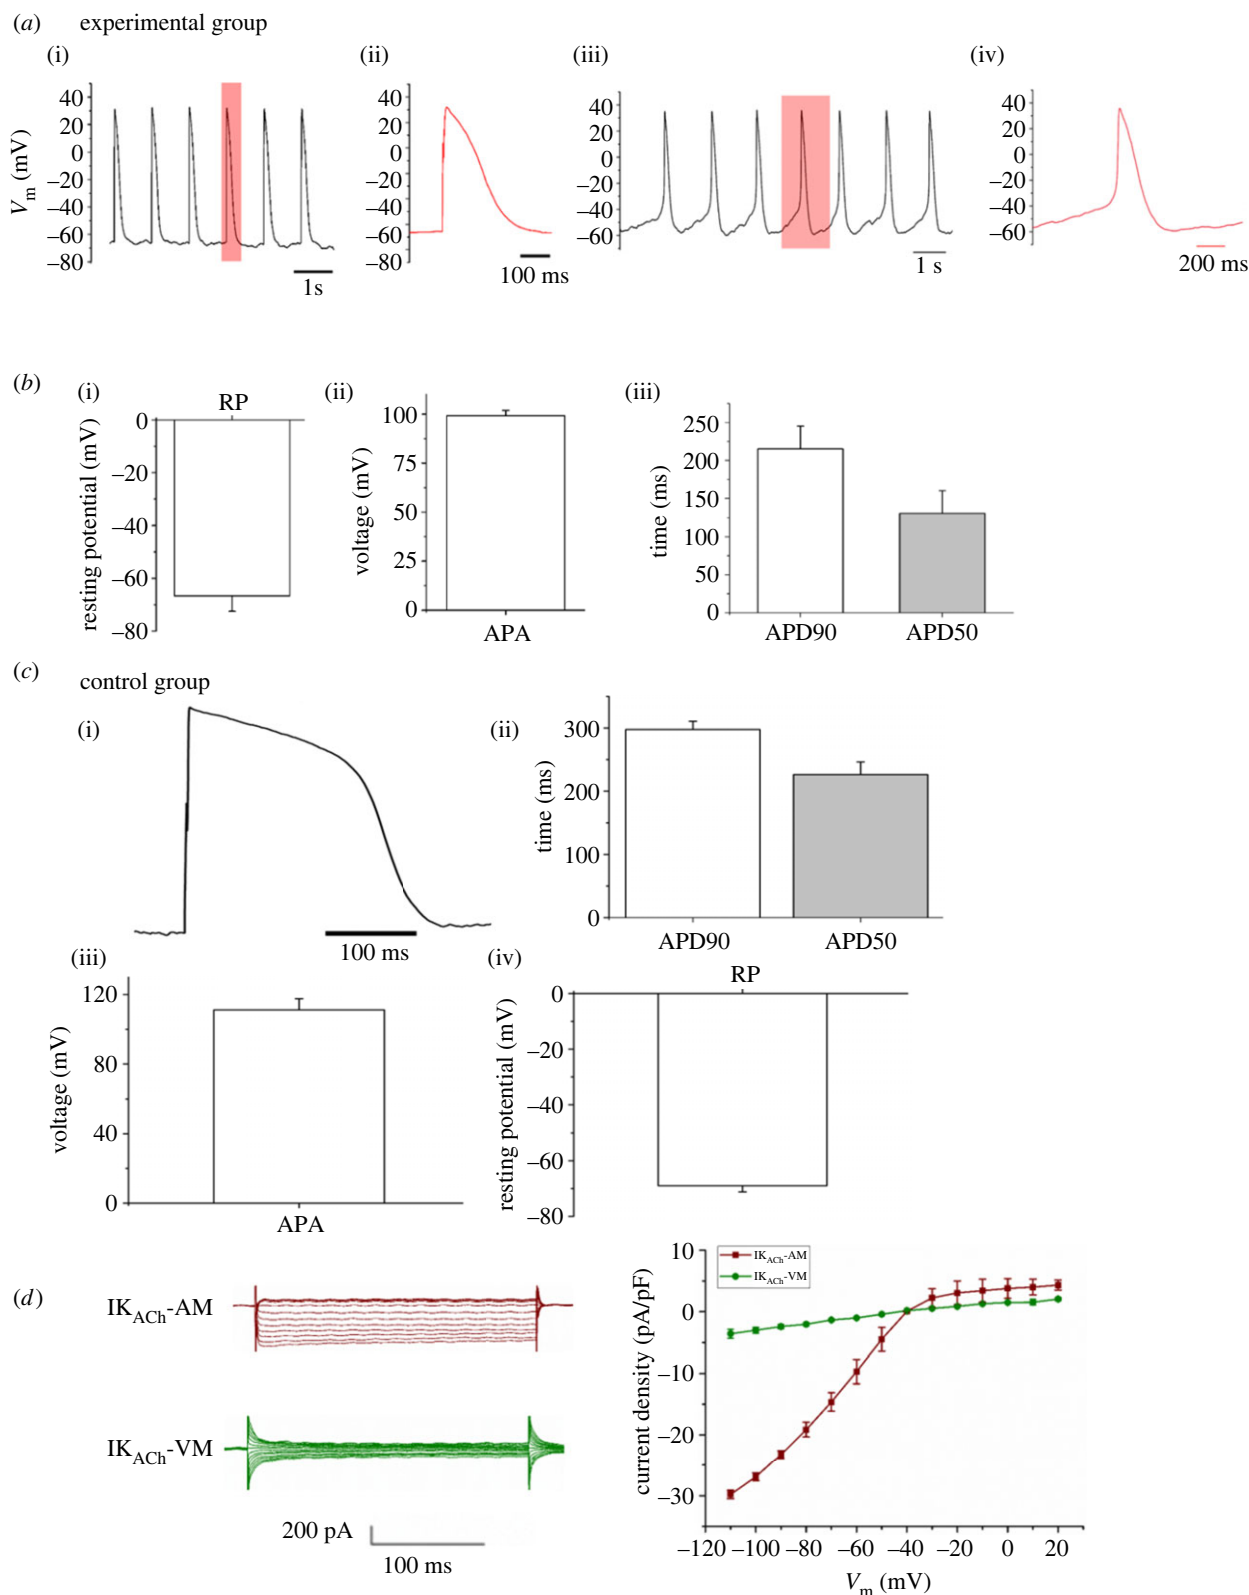 (a) experimental group
(i)
(ii)
(iii)
(iv)
V_m (mV)
40
20
0
–20
–40
–60
–80
1s
40
20
0
–20
–40
–60
–80
100 ms
40
20
0
–20
–40
–60
1 s
40
20
0
–20
–40
–60
200 ms
(b)
(i)
RP
resting potential (mV)
0
–20
–40
–60
–80
(ii)
voltage (mV)
100
75
50
25
0
APA
(iii)
time (ms)
250
200
150
100
50
0
APD90 APD50
(c) control group
(i)
100 ms
(ii)
time (ms)
300
200
100
0
APD90 APD50
(iii)
voltage (mV)
120
80
40
0
APA
(iv)
RP
resting potential (mV)
0
–20
–40
–60
–80
(d)
IK_ACh-AM
IK_ACh-VM
200 pA
100 ms
IK_ACh-AM
IK_ACh-VM
current density (pA/pF)
10
0
–10
–20
–30
–120 –100 –80 –60 –40 –20 0 20
V_m (mV)